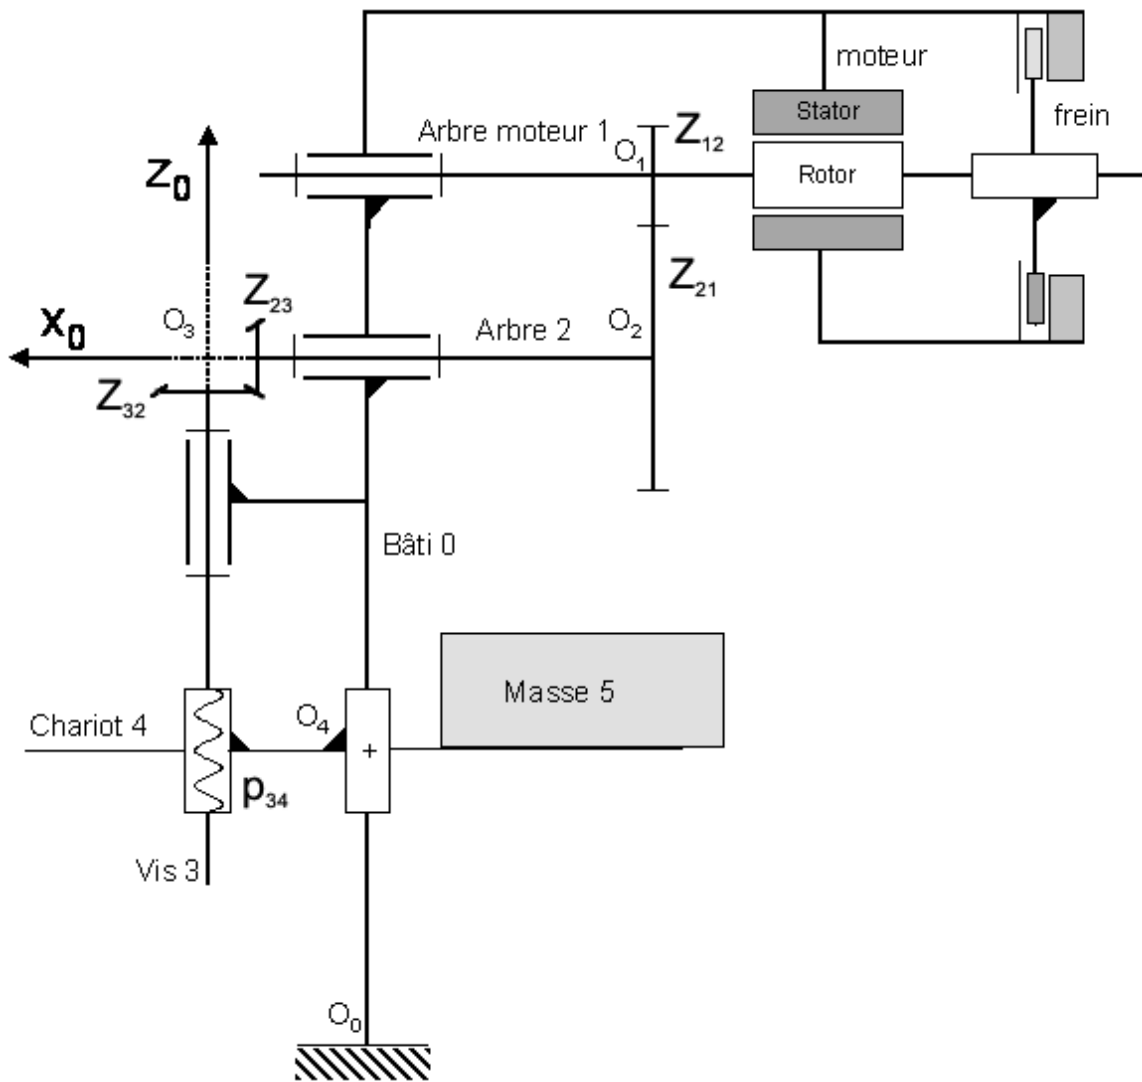 moteur
Stator
frein
Arbre moteur 1
Z12
O1
Z0
Rotor
Z23
Z21
O3
X0
Arbre 2
O2
Z32
Bâti 0
Masse 5
Chariot 4
O4
+
p34
Vis 3
O0